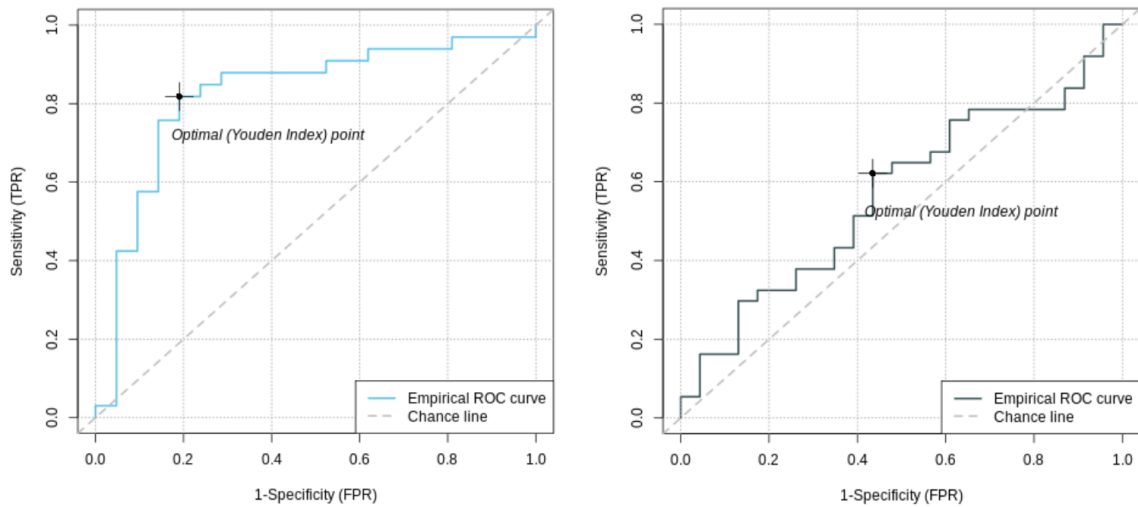 Sensitivity (TPR)
1.0
0.8
0.6
0.4
0.2
0.0
Optimal (Youden Index) point
Empirical ROC curve
Chance line
0.0 0.2 0.4 0.6 0.8 1.0
1-Specificity (FPR)
Sensitivity (TPR)
1.0
0.8
0.6
0.4
0.2
0.0
Optimal (Youden Index) point
Empirical ROC curve
Chance line
0.0 0.2 0.4 0.6 0.8 1.0
1-Specificity (FPR)